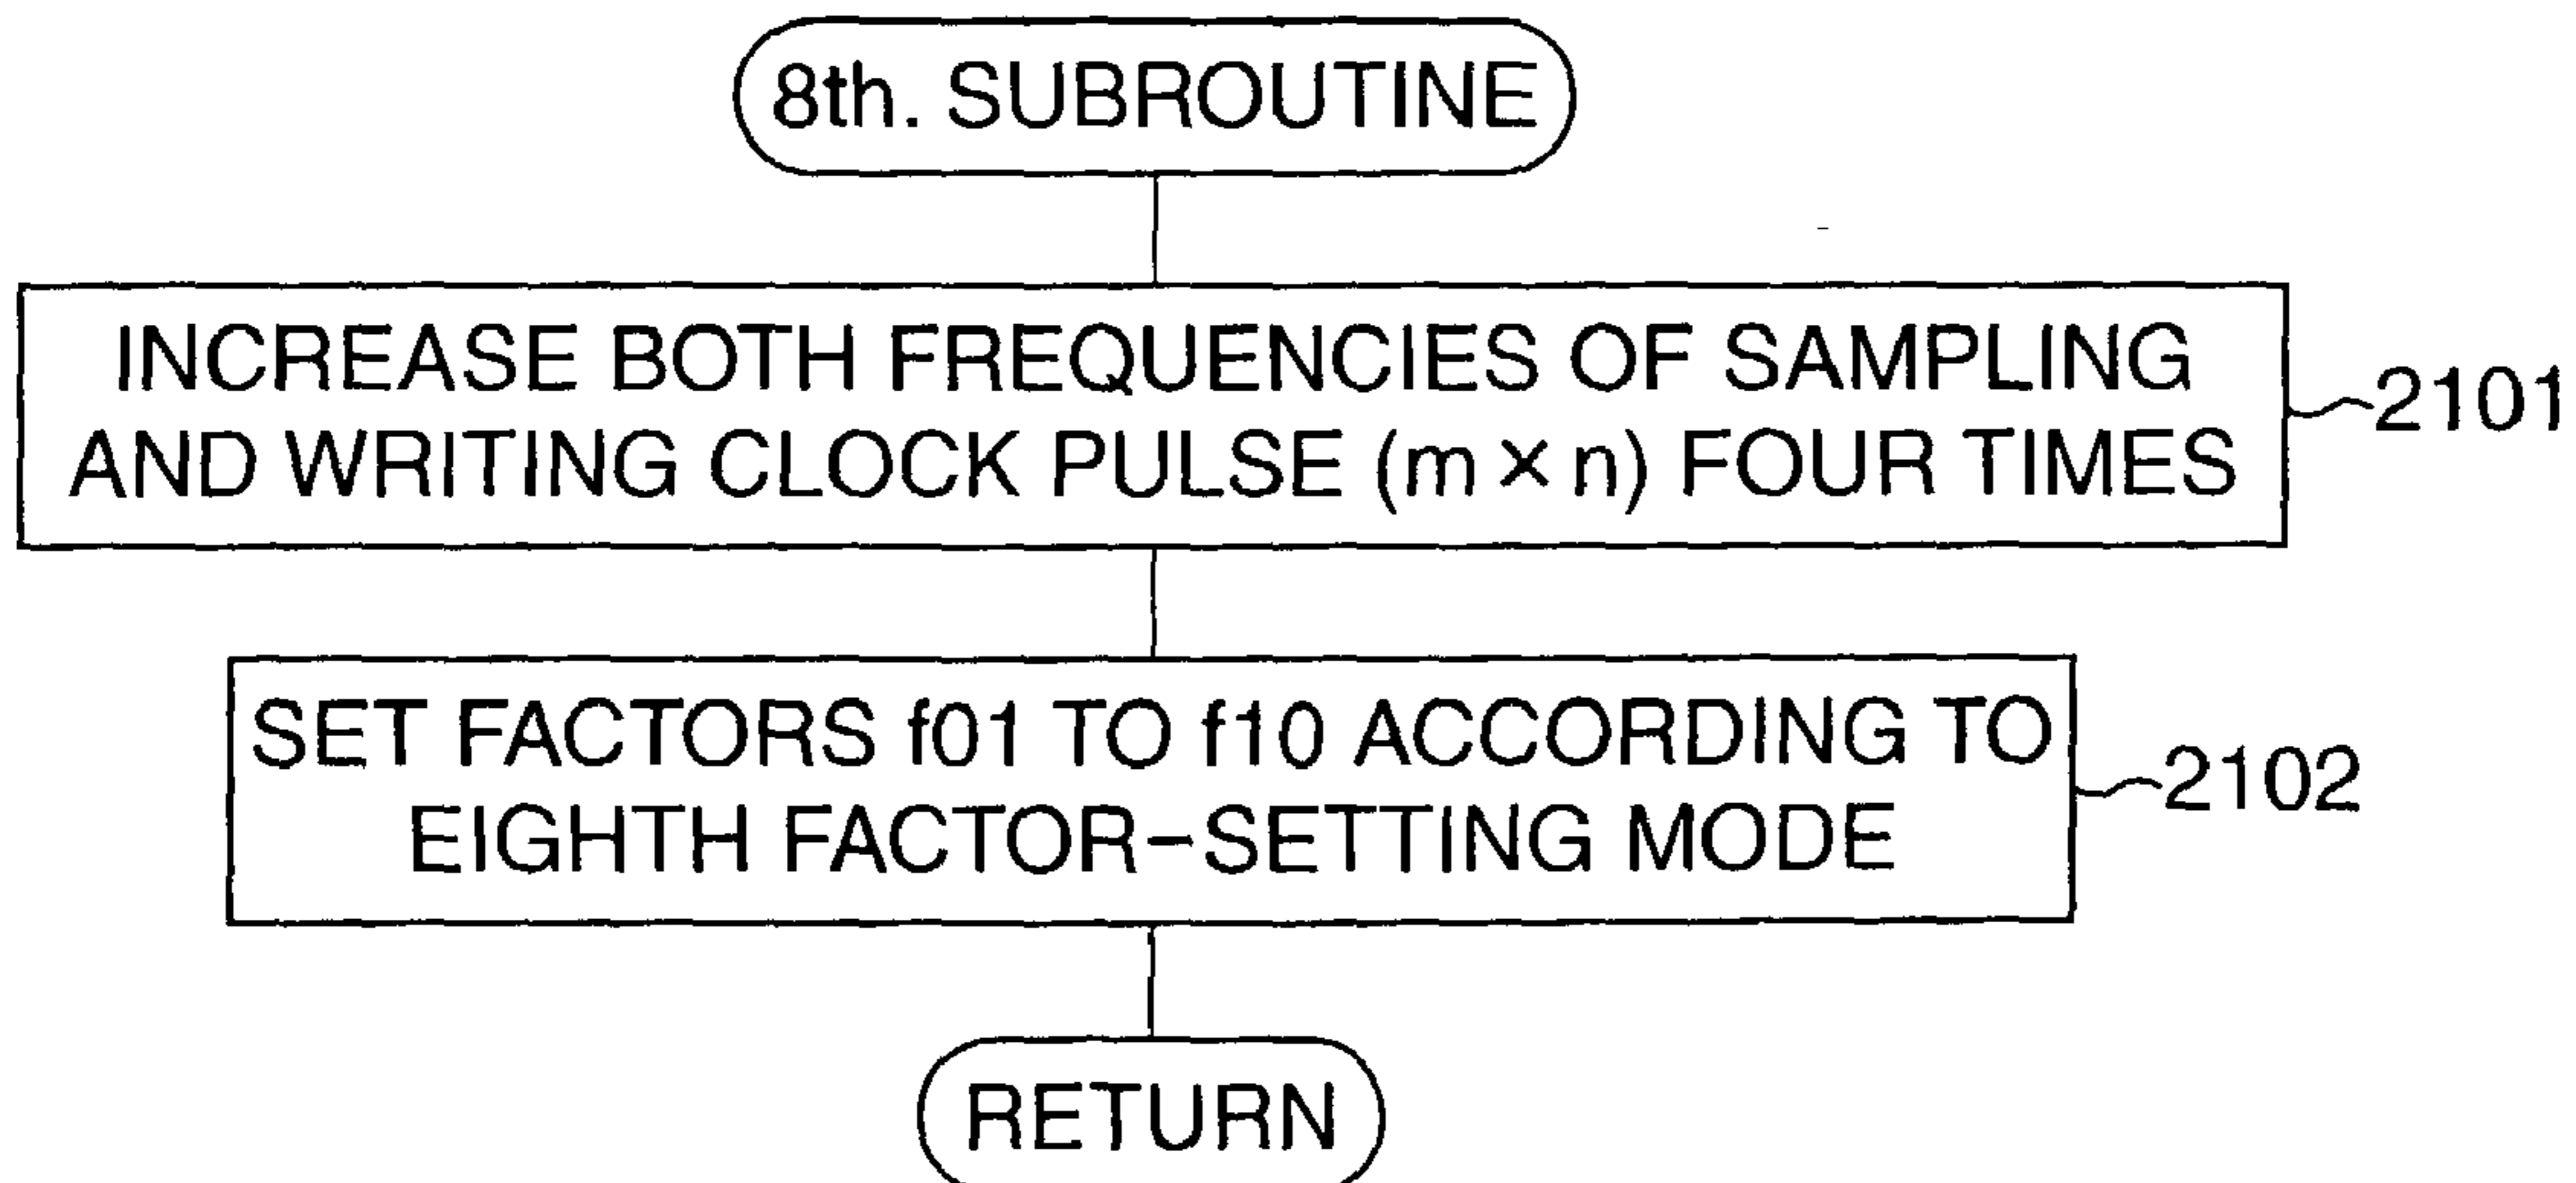 8th. SUBROUTINE
INCREASE BOTH FREQUENCIES OF SAMPLING
AND WRITING CLOCK PULSE (m × n) FOUR TIMES
2101
SET FACTORS f01 TO f10 ACCORDING TO
EIGHTH FACTOR-SETTING MODE
2102
RETURN